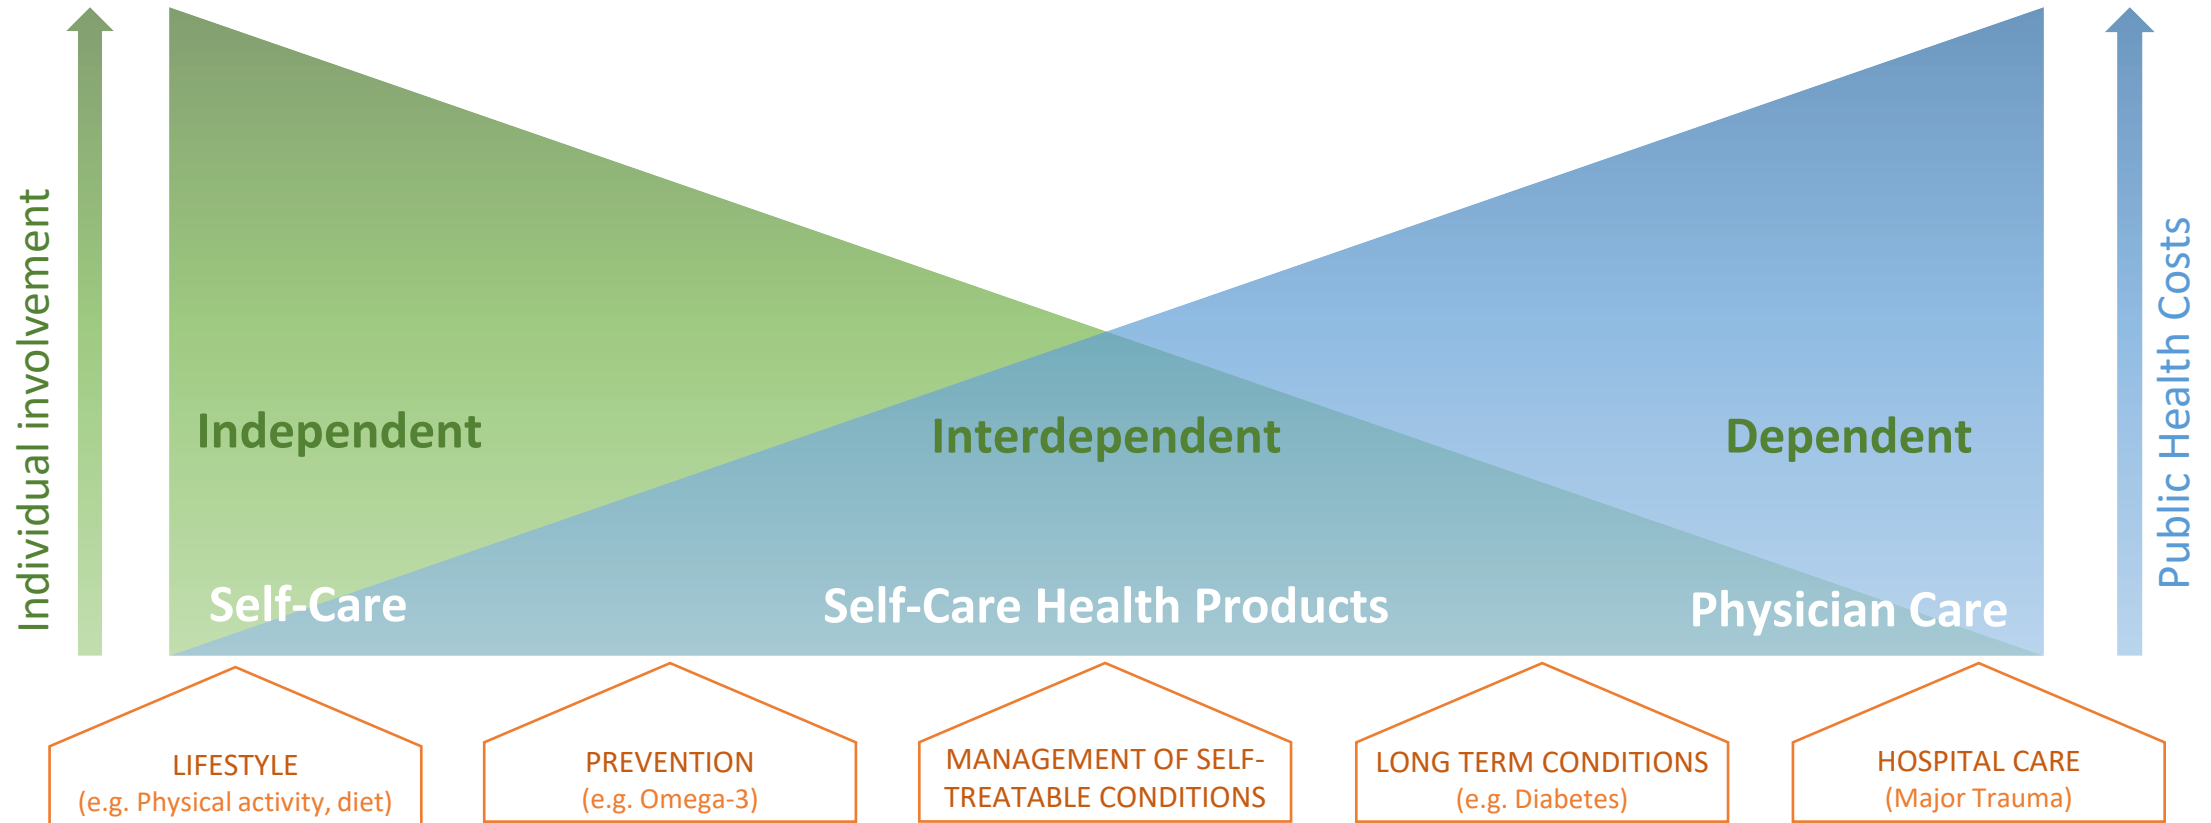 Individual involvement
Public Health Costs
Independent
Interdependent
Dependent
Self-Care
Self-Care Health Products
Physician Care
LIFESTYLE
(e.g. Physical activity, diet)
PREVENTION
(e.g. Omega-3)
MANAGEMENT OF SELF-
TREATABLE CONDITIONS
LONG TERM CONDITIONS
(e.g. Diabetes)
HOSPITAL CARE
(Major Trauma)